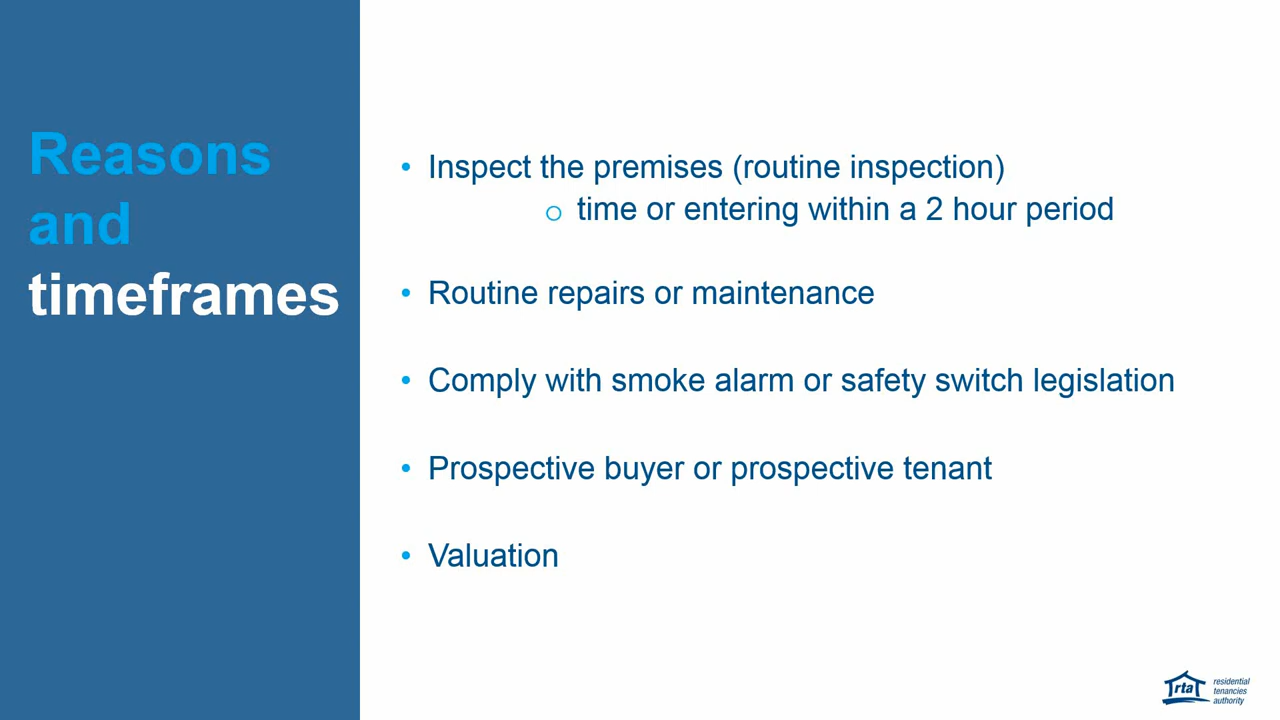 Reasons
and
timeframes
• Inspect the premises (routine inspection)
o time or entering within a 2 hour period
• Routine repairs or maintenance
• Comply with smoke alarm or safety switch legislation
• Prospective buyer or prospective tenant
• Valuation
rta
residential
tenancies
authority